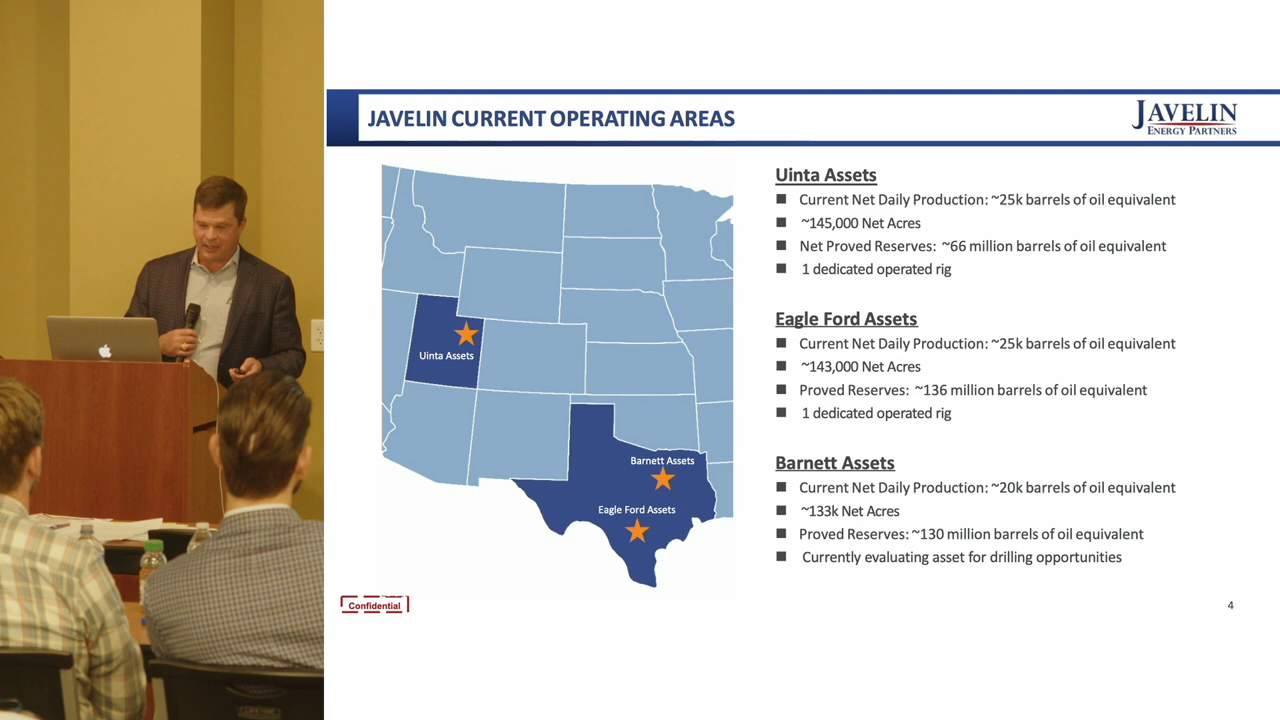 JAVELIN CURRENT OPERATING AREAS
JAVELIN
ENERGY PARTNERS
Uinta Assets
Current Net Daily Production: ~25k barrels of oil equivalent
~145,000 Net Acres
Net Proved Reserves: ~66 million barrels of oil equivalent
1 dedicated operated rig
Eagle Ford Assets
Current Net Daily Production: ~25k barrels of oil equivalent
~143,000 Net Acres
Proved Reserves: ~136 million barrels of oil equivalent
1 dedicated operated rig
Barnett Assets
Current Net Daily Production: ~20k barrels of oil equivalent
~133k Net Acres
Proved Reserves: ~130 million barrels of oil equivalent
Currently evaluating asset for drilling opportunities
Uinta Assets
Barnett Assets
Eagle Ford Assets
Confidential
4